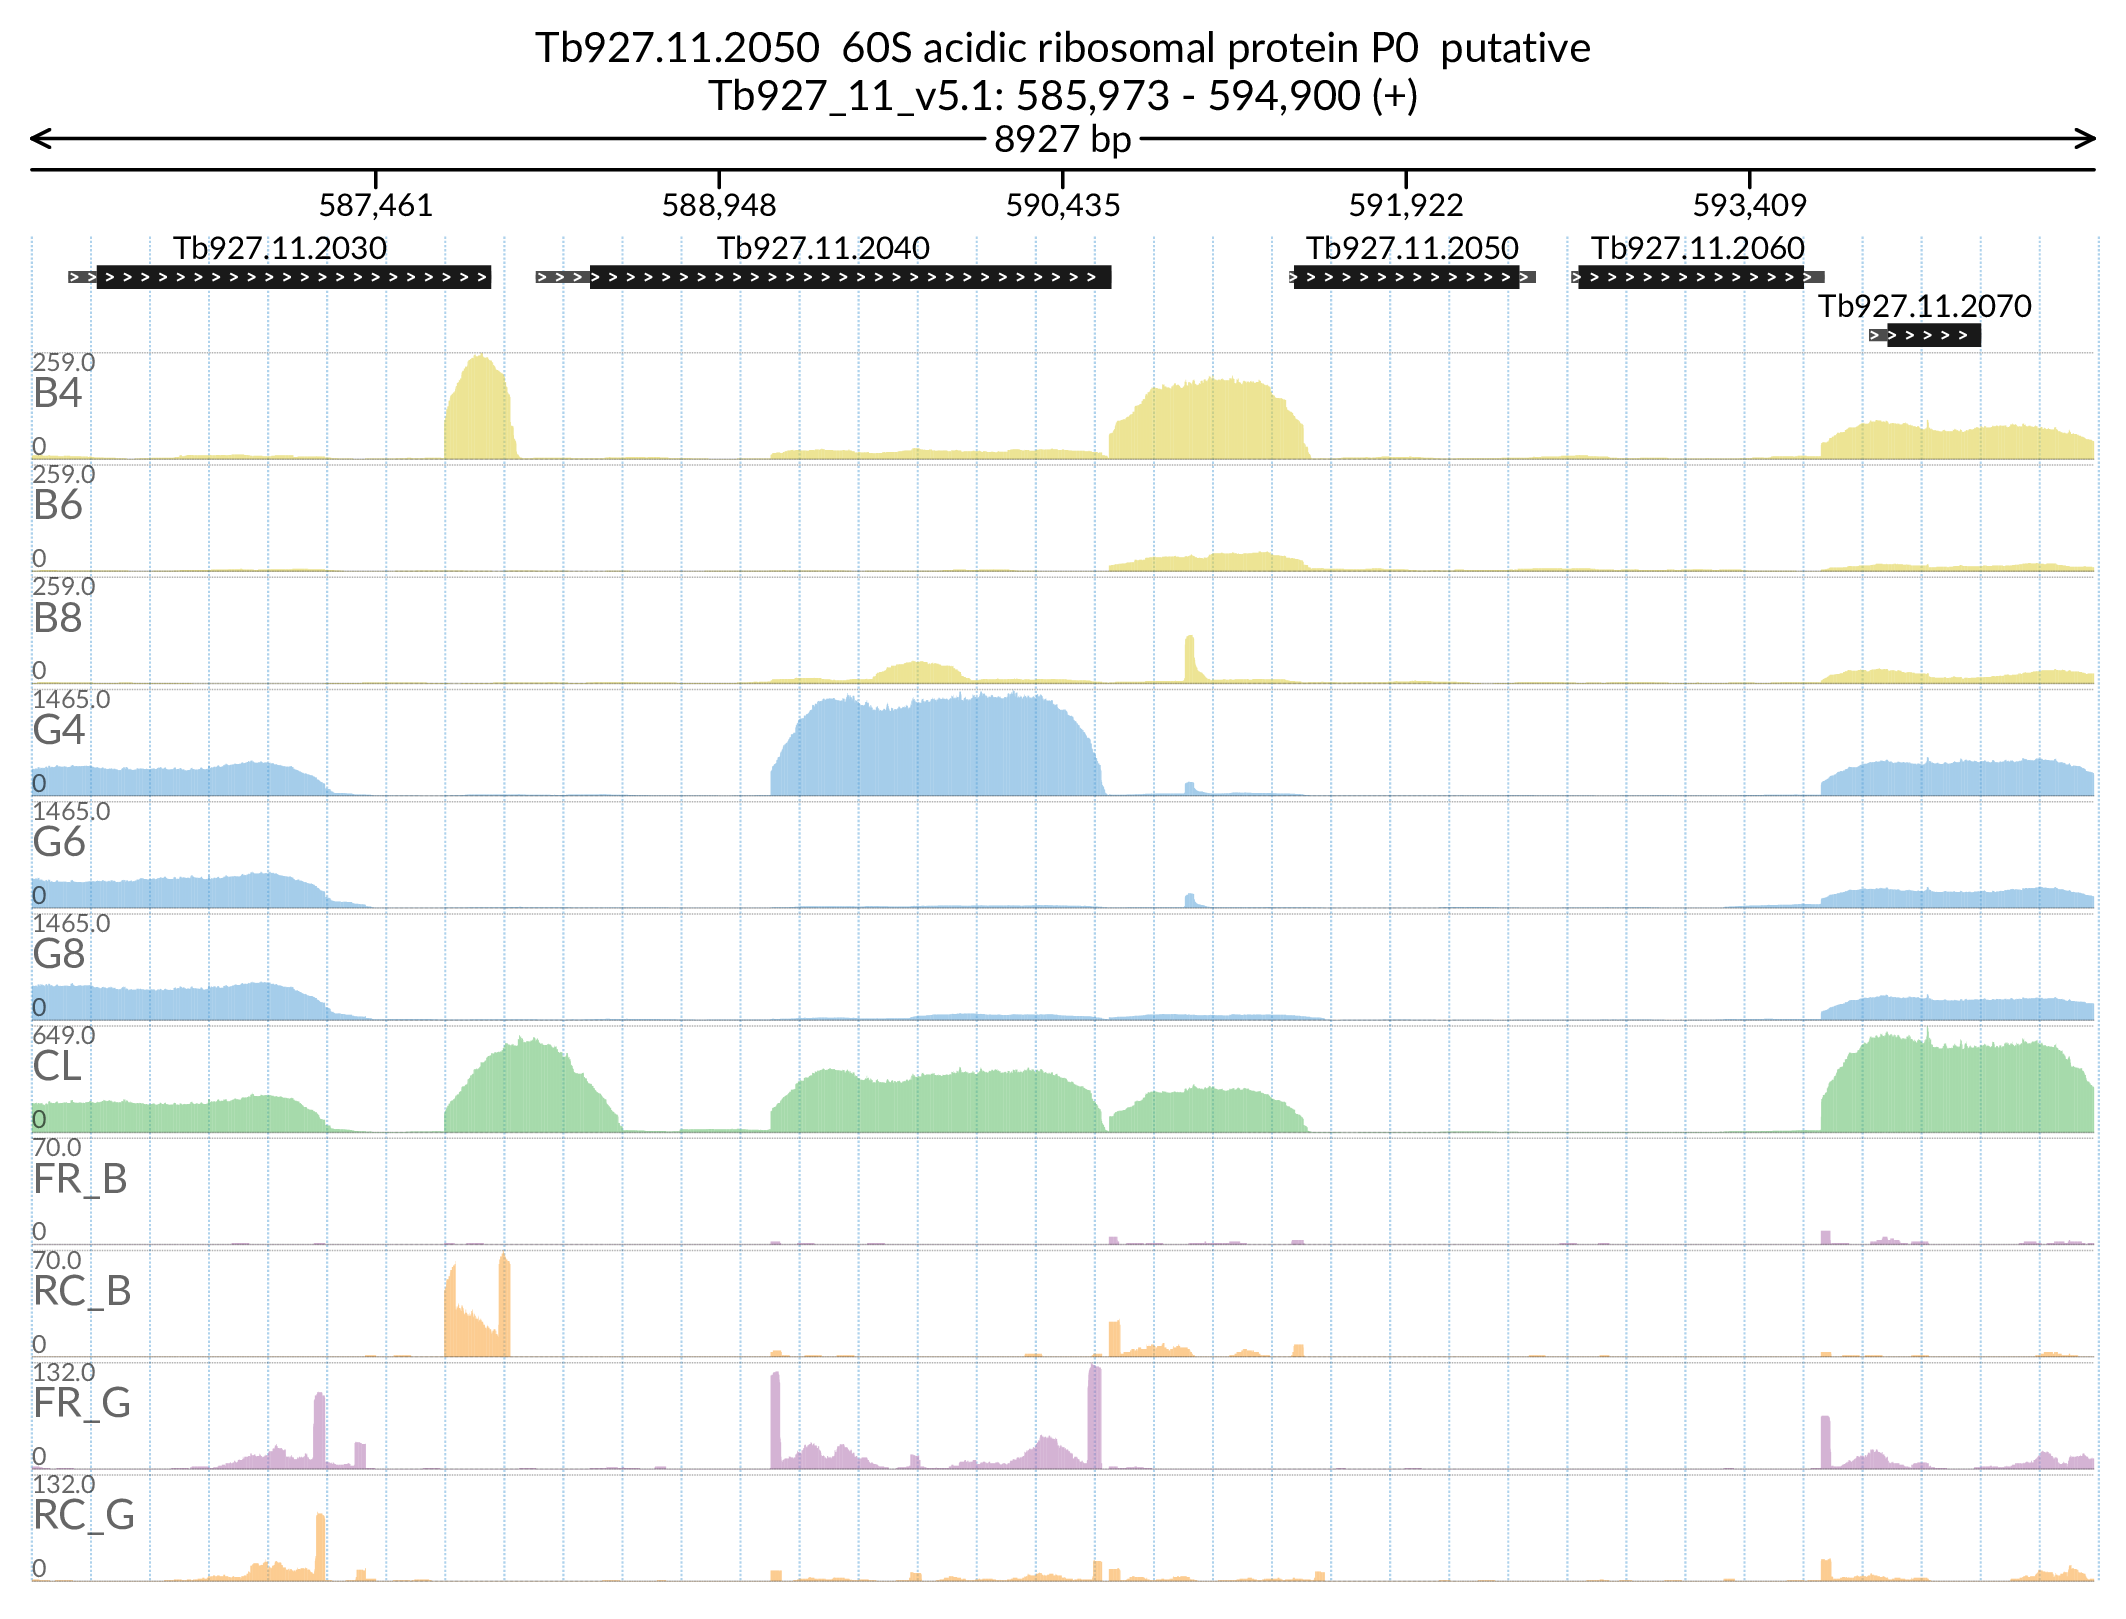 Tb927.11.2050  60S acidic ribosomal protein P0  putative
Tb927_11_v5.1: 585,973 - 594,900 (+)
8927 bp
587,461 588,948 590,435 591,922 593,409
Tb927.11.2030 Tb927.11.2040 Tb927.11.2050 Tb927.11.2060
Tb927.11.2070
259.0
B4
0
259.0
B6
0
259.0
B8
0
1465.0
G4
0
1465.0
G6
0
1465.0
G8
0
649.0
CL
0
70.0
FR_B
0
70.0
RC_B
0
132.0
FR_G
0
132.0
RC_G
0